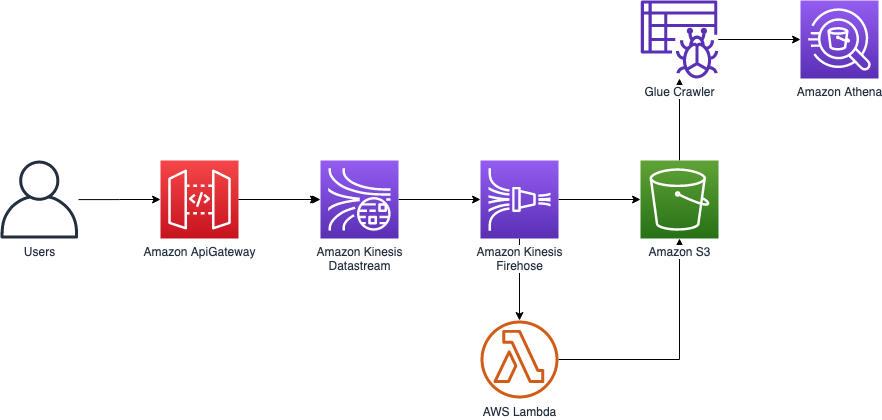 Glue Crawler
Amazon Athena
</>
Users
Amazon ApiGateway
Amazon Kinesis
Datastream
Amazon Kinesis
Firehose
Amazon S3
AWS Lambda